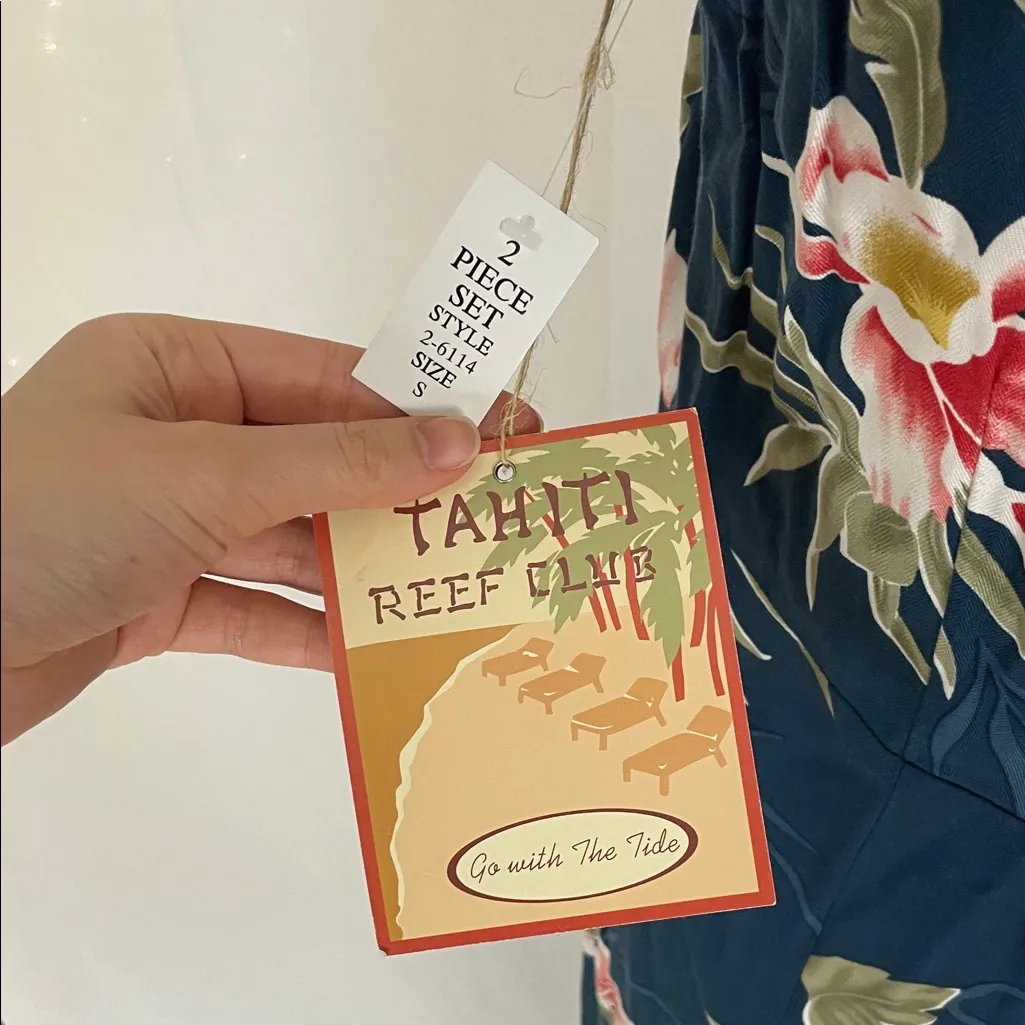 2
PIECE
SET
STYLE
2-6114
SIZE
S
TAHITI
REEF CLUB
Go with The Tide